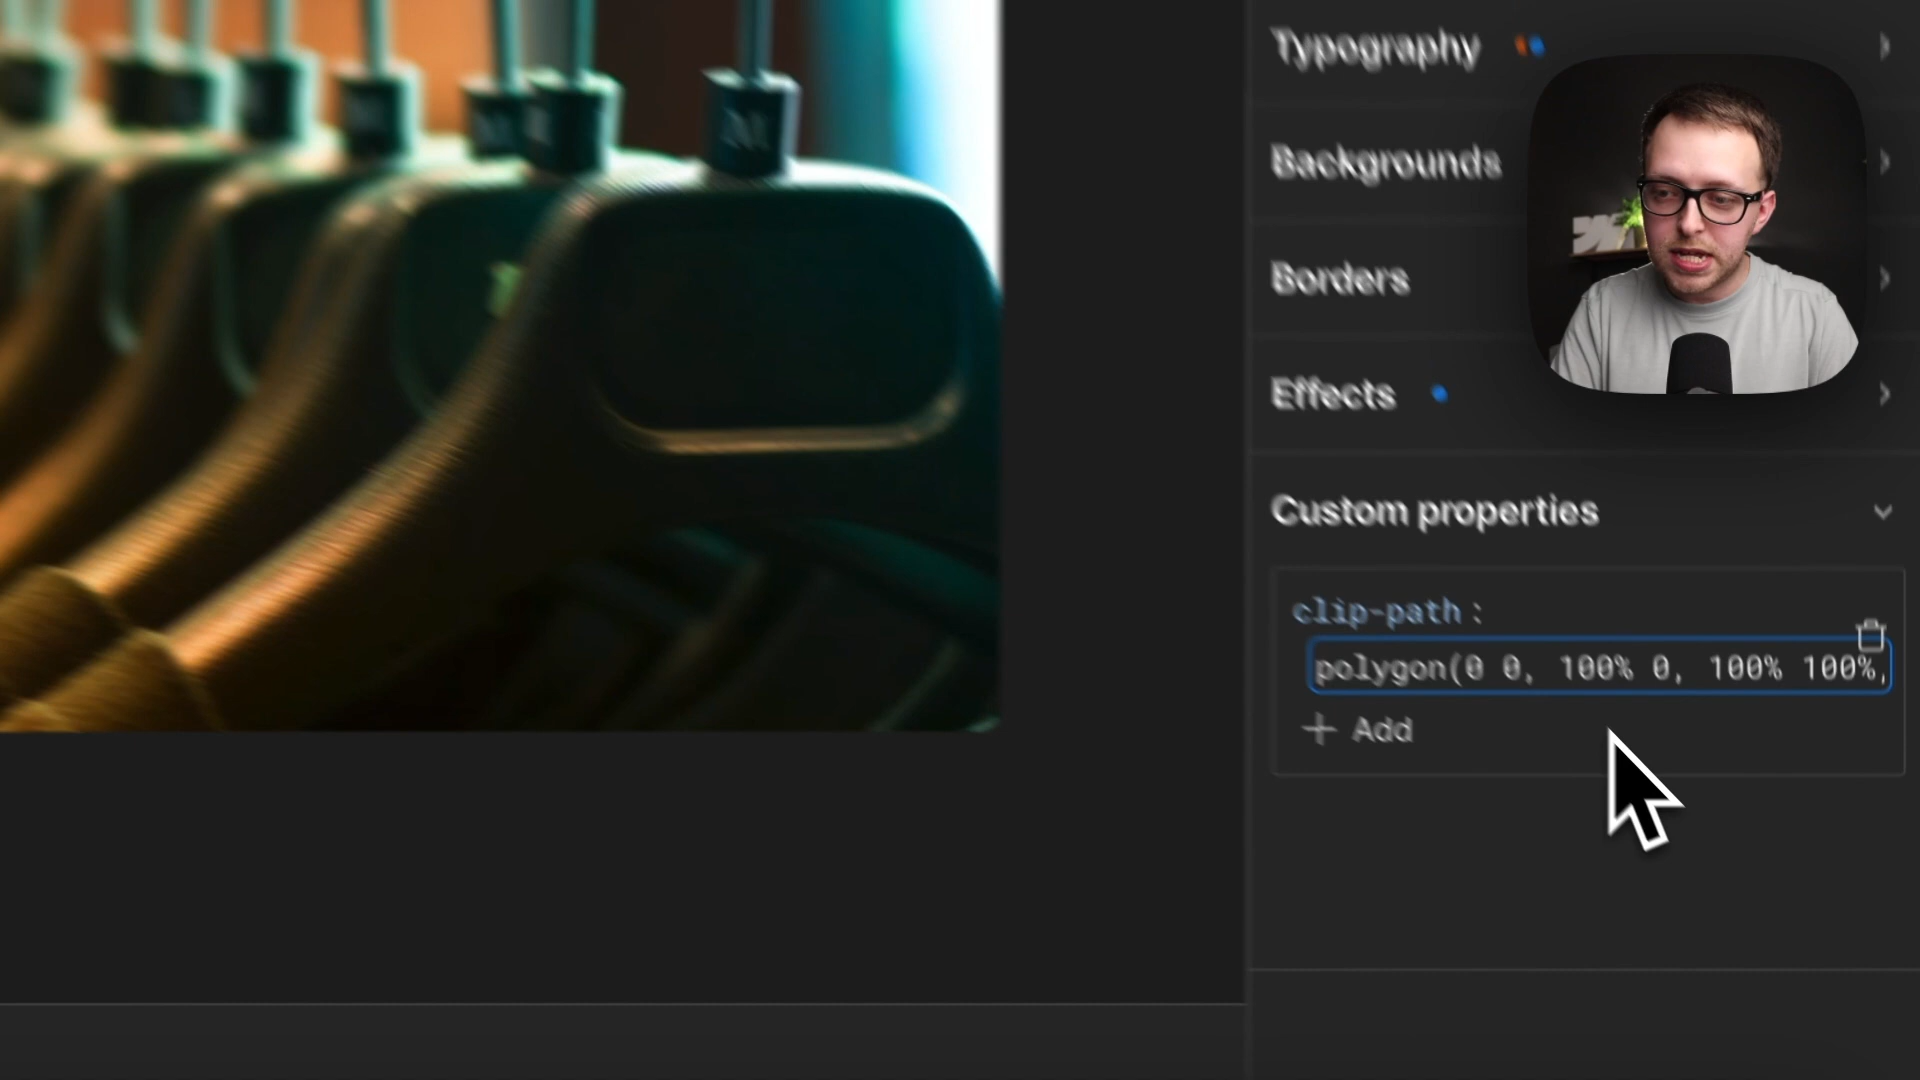 Typography
Backgrounds
Borders
Effects
Custom properties
clip-path:
polygon(0 0, 100% 0, 100% 100%,
+ Add